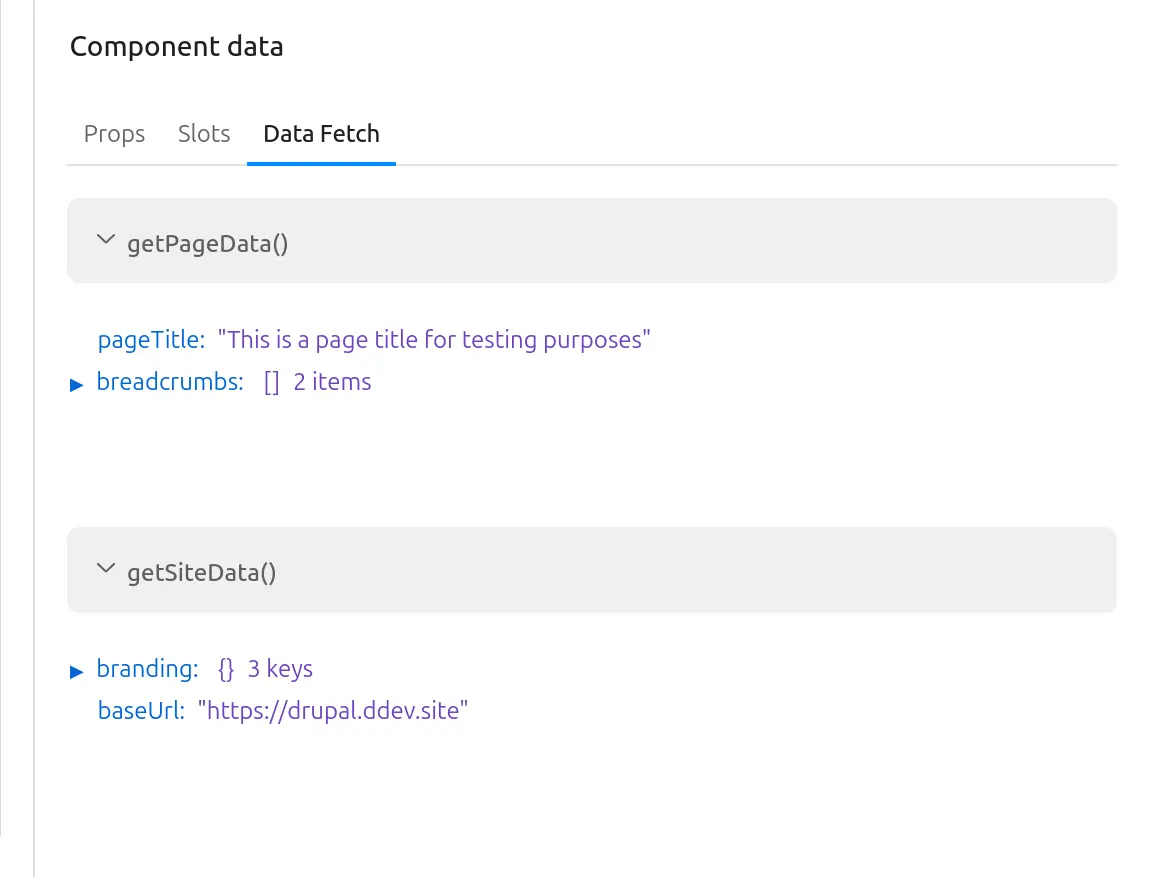 Component data
Props Slots Data Fetch
getPageData()
pageTitle: "This is a page title for testing purposes"
breadcrumbs: [] 2 items
getSiteData()
branding: {} 3 keys
baseUrl: "https://drupal.ddev.site"